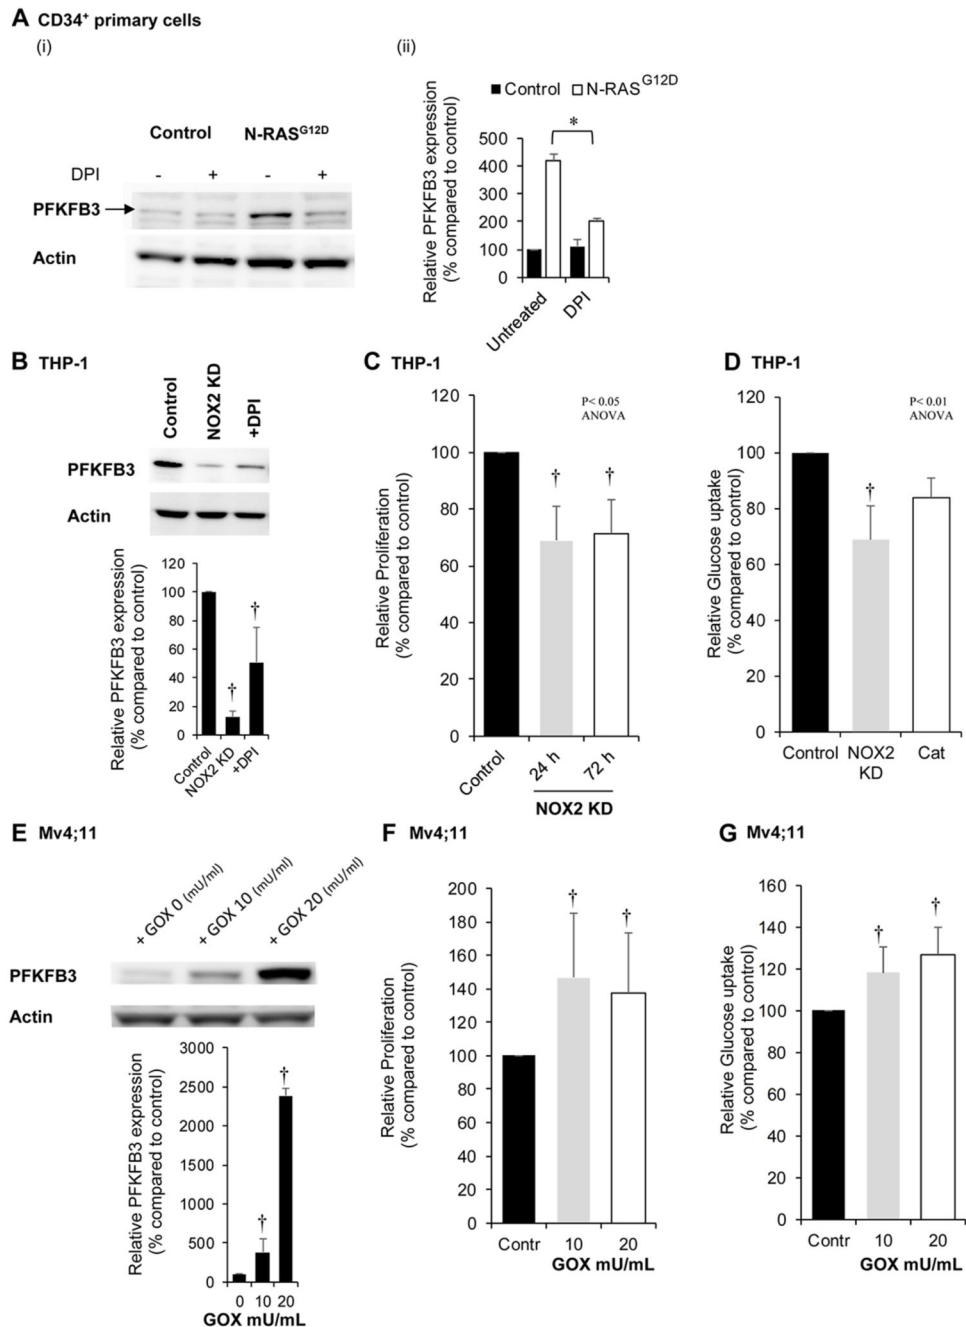 A CD34+ primary cells
(i)
(ii)
Control N-RASG12D
DPI - + - +
PFKFB3
Actin
Control N-RASG12D
Relative PFKFB3 expression
(% compared to control)
500
400
300
200
100
0
*
Untreated DPI
B THP-1
Control NOX2 KD +DPI
PFKFB3
Actin
Relative PFKFB3 expression
(% compared to control)
120
100
80
60
40
20
0
† †
Control NOX2 KD +DPI
C THP-1
Relative Proliferation
(% compared to control)
120
100
80
60
40
20
0
P< 0.05
ANOVA
† †
Control 24 h 72 h
NOX2 KD
D THP-1
Relative Glucose uptake
(% compared to control)
120
100
80
60
40
20
0
P< 0.01
ANOVA
†
Control NOX2 Cat
KD
E Mv4;11
+ GOX 0 (mU/ml) + GOX 10 (mU/ml) + GOX 20 (mU/ml)
PFKFB3
Actin
Relative PFKFB3 expression
(% compared to control)
3000
2500
2000
1500
1000
500
0
† †
0 10 20
GOX mU/mL
F Mv4;11
Relative Proliferation
(% compared to control)
200
180
160
140
120
100
80
60
40
20
0
† †
Contr 10 20
GOX mU/mL
G Mv4;11
Relative Glucose uptake
(% compared to control)
160
140
120
100
80
60
40
20
0
† †
Contr 10 20
GOX mU/mL